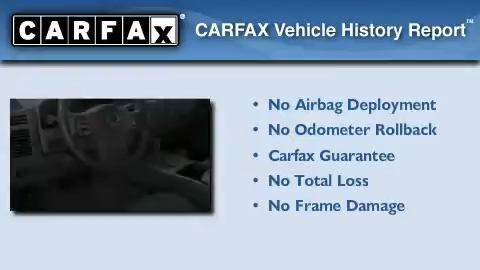 CARFAX® CARFAX Vehicle History Report™
• No Airbag Deployment
• No Odometer Rollback
• Carfax Guarantee
• No Total Loss
• No Frame Damage